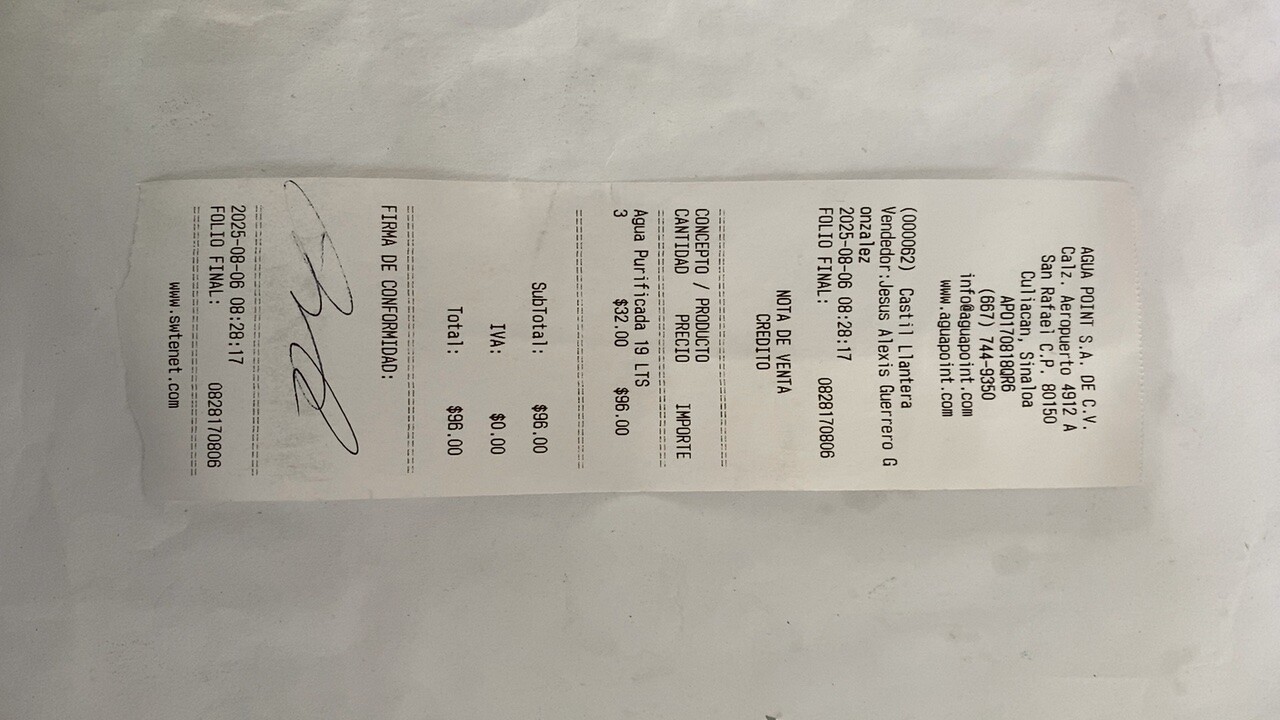 AGUA POINT S.A. DE C.V.
Calz. Aeropuerto 4912 A
San Rafael C.P. 80150
Culiacan, Sinaloa
APO170818QR6
(667) 744-9350
info@aguapoint.com
www.aguapoint.com
(000062) Castil Llantera
Vendedor:Jesus Alexis Guerrero G
onzalez
2025-08-06 08:28:17
FOLIO FINAL: 0828170806
NOTA DE VENTA
CREDITO
================================
CONCEPTO / PRODUCTO
CANTIDAD PRECIO IMPORTE
================================
Agua Purificada 19 LTS
3 $32.00 $96.00
================================
SubTotal: $96.00
IVA: $0.00
Total: $96.00
================================
FIRMA DE CONFORMIDAD:
================================
2025-08-06 08:28:17
FOLIO FINAL: 0828170806
================================
www.swtenet.com